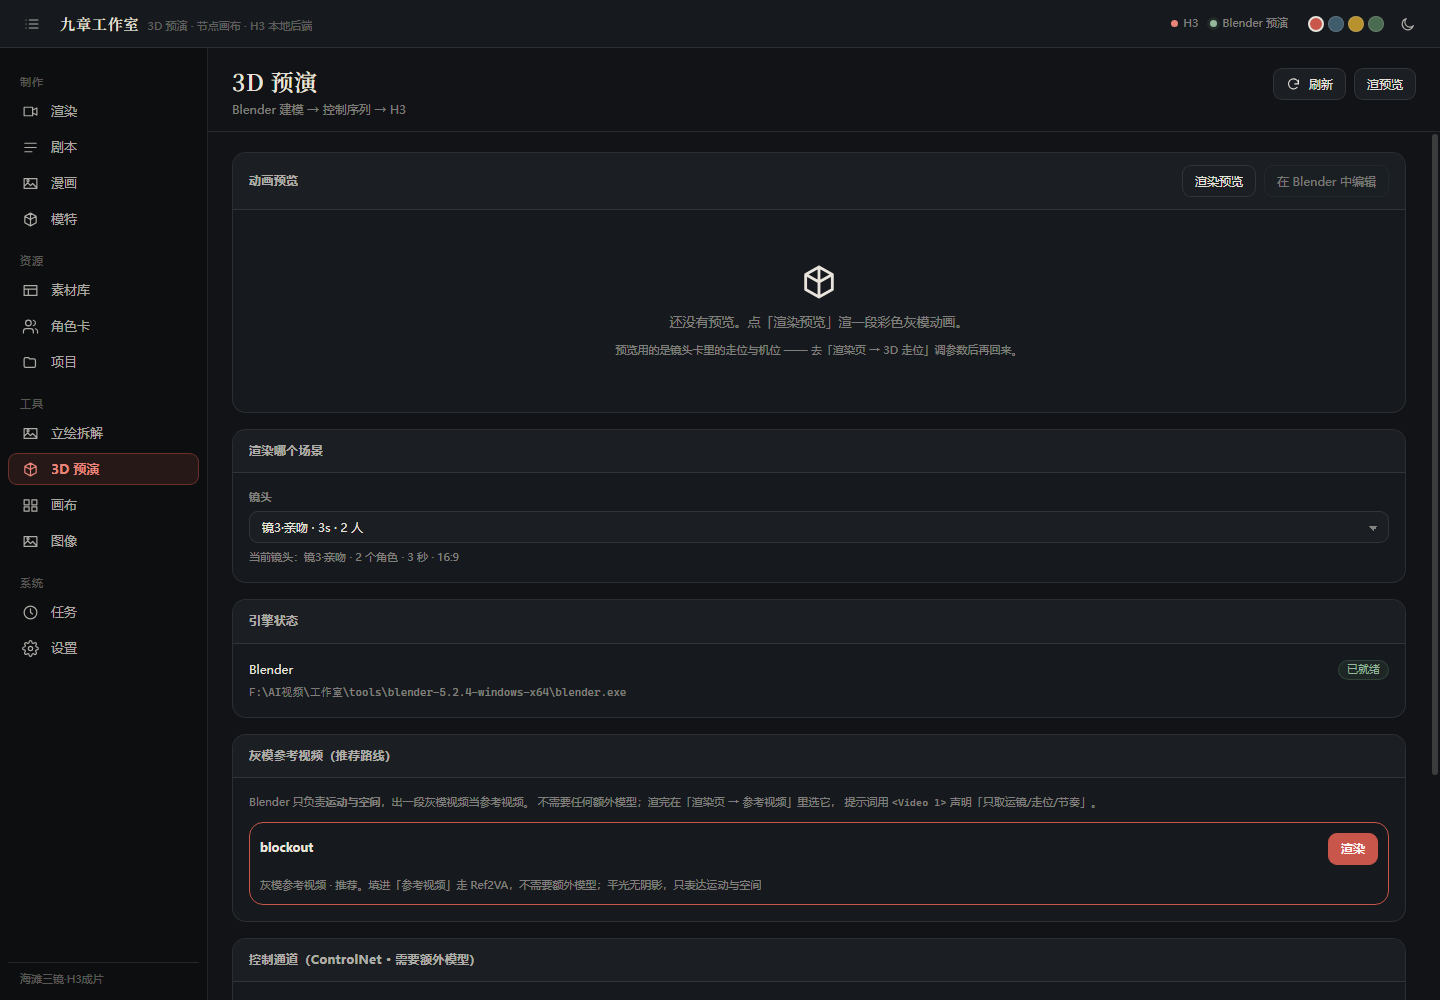 九章工作室 3D 预演 · 节点画布 · H3 本地后端
H3 Blender 预演
制作
渲染
剧本
漫画
模特
资源
素材库
角色卡
项目
工具
立绘拆解
3D 预演
画布
图像
系统
任务
设置
海滩三镜·H3成片
3D 预演
Blender 建模 → 控制序列 → H3
刷新 渲预览
动画预览
渲染预览 在 Blender 中编辑
还没有预览。点「渲染预览」渲一段彩色灰模动画。
预览用的是镜头卡里的走位与机位 —— 去「渲染页 → 3D 走位」调参数后再回来。
渲染哪个场景
镜头
镜3·亲吻 · 3s · 2 人
当前镜头：镜3·亲吻 · 2 个角色 · 3 秒 · 16:9
引擎状态
Blender 已就绪
F:\AI视频\工作室\tools\blender-5.2.4-windows-x64\blender.exe
灰模参考视频（推荐路线）
Blender 只负责运动与空间，出一段灰模视频当参考视频。 不需要任何额外模型；渲完在「渲染页 → 参考视频」里选它， 提示词用 <Video 1> 声明「只取运镜/走位/节奏」。
blockout 渲染
灰模参考视频 · 推荐。填进「参考视频」走 Ref2VA，不需要额外模型；平光无阴影，只表达运动与空间
控制通道（ControlNet · 需要额外模型）